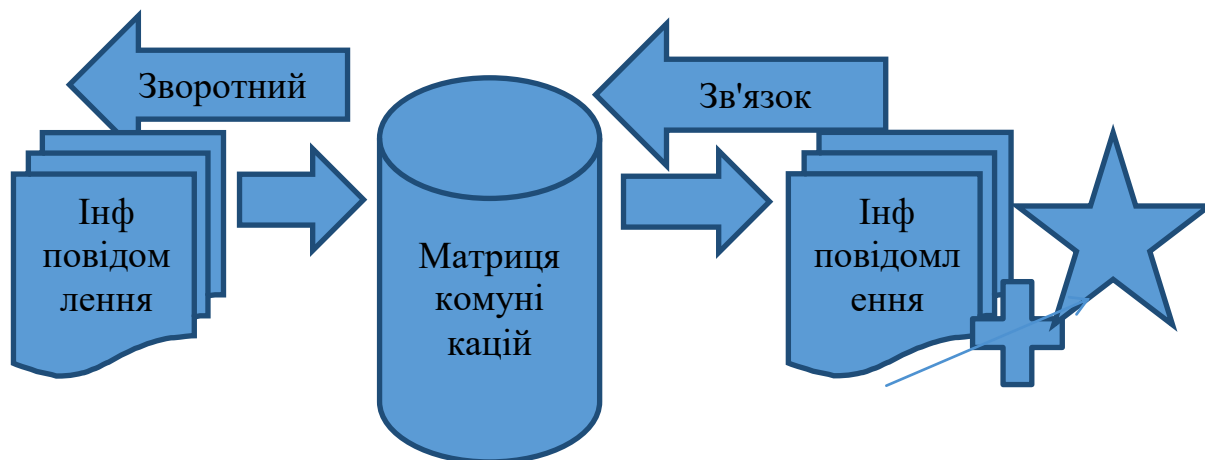 Зворотний
Зв'язок
Інф
повідом
лення
Матриця
комуні
кацій
Інф
повідомл
ення